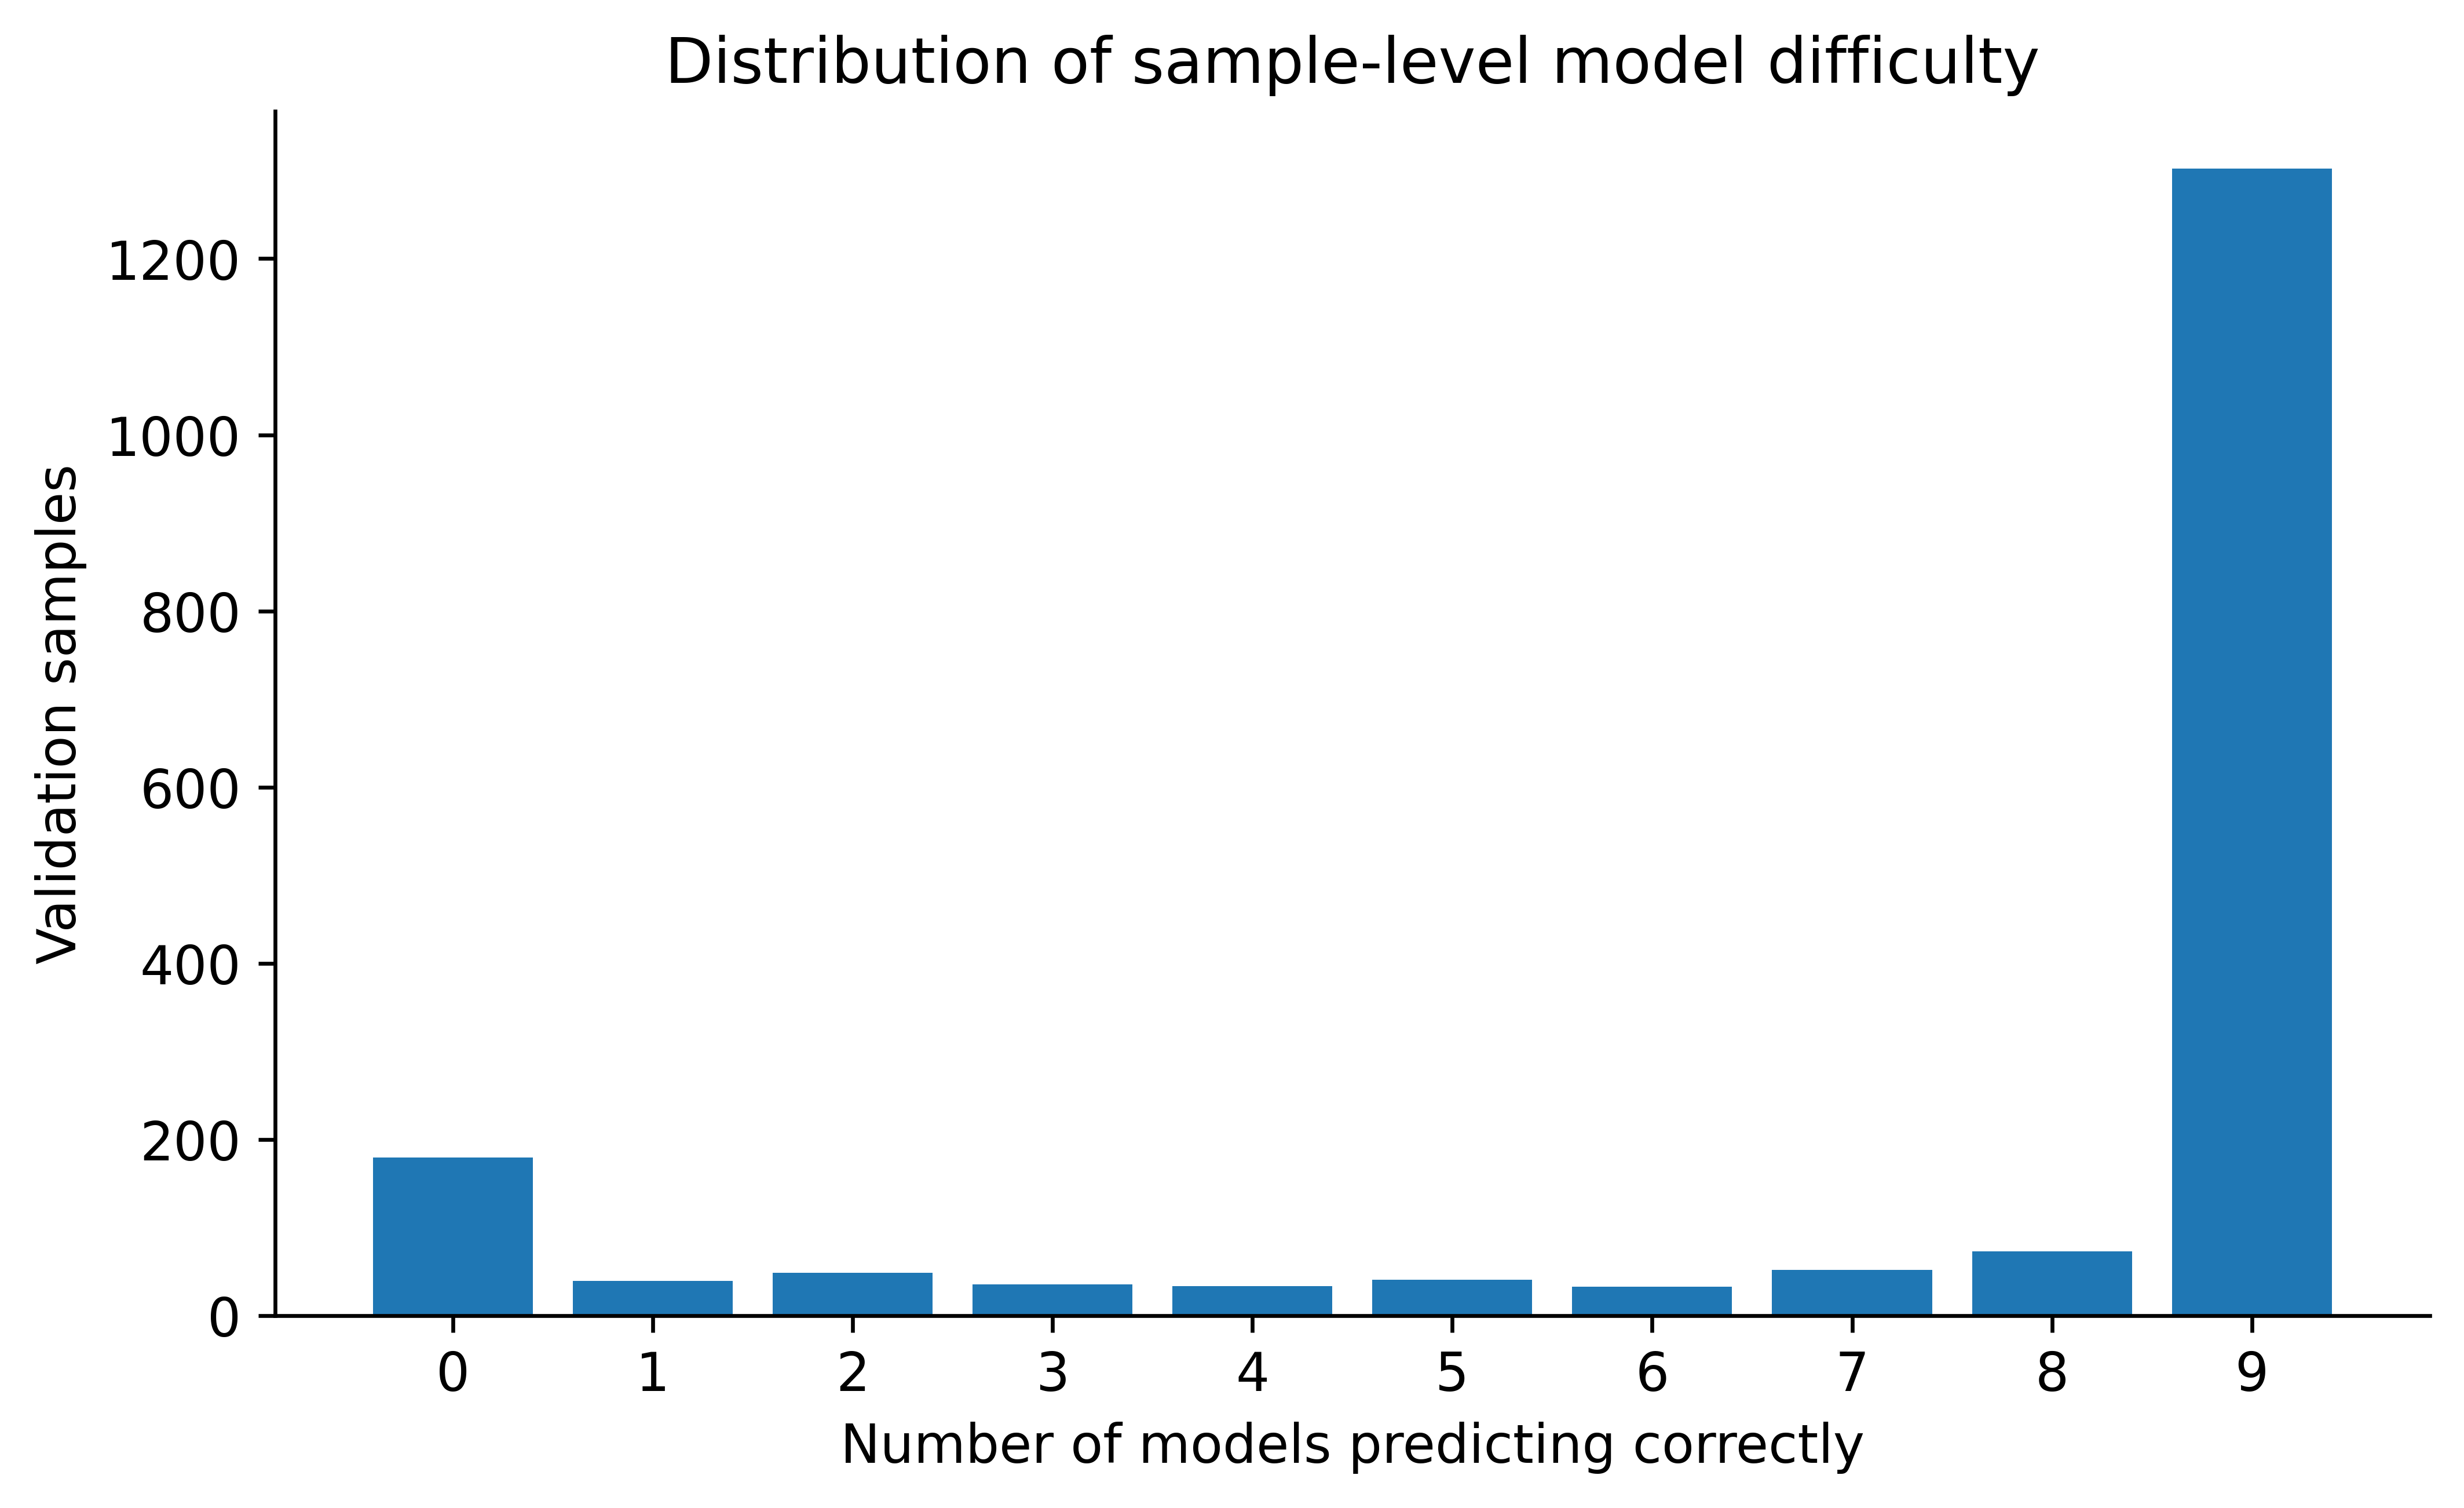 Distribution of sample-level model difficulty
Validation samples
1200
1000
800
600
400
200
0
0 1 2 3 4 5 6 7 8 9
Number of models predicting correctly